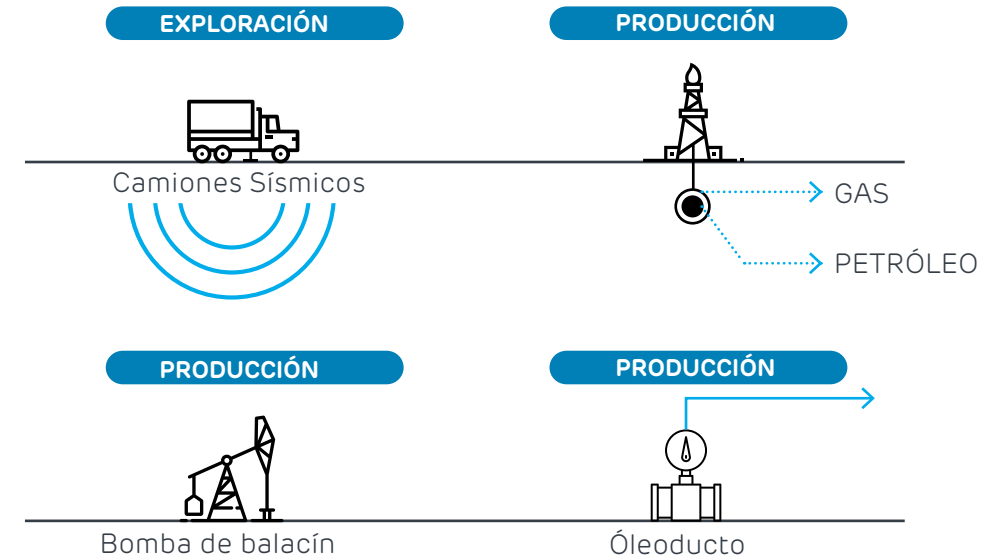 EXPLORACIÓN
PRODUCCIÓN
Camiones Sísmicos
GAS
PETRÓLEO
PRODUCCIÓN
PRODUCCIÓN
Bomba de balacín
Óleoducto